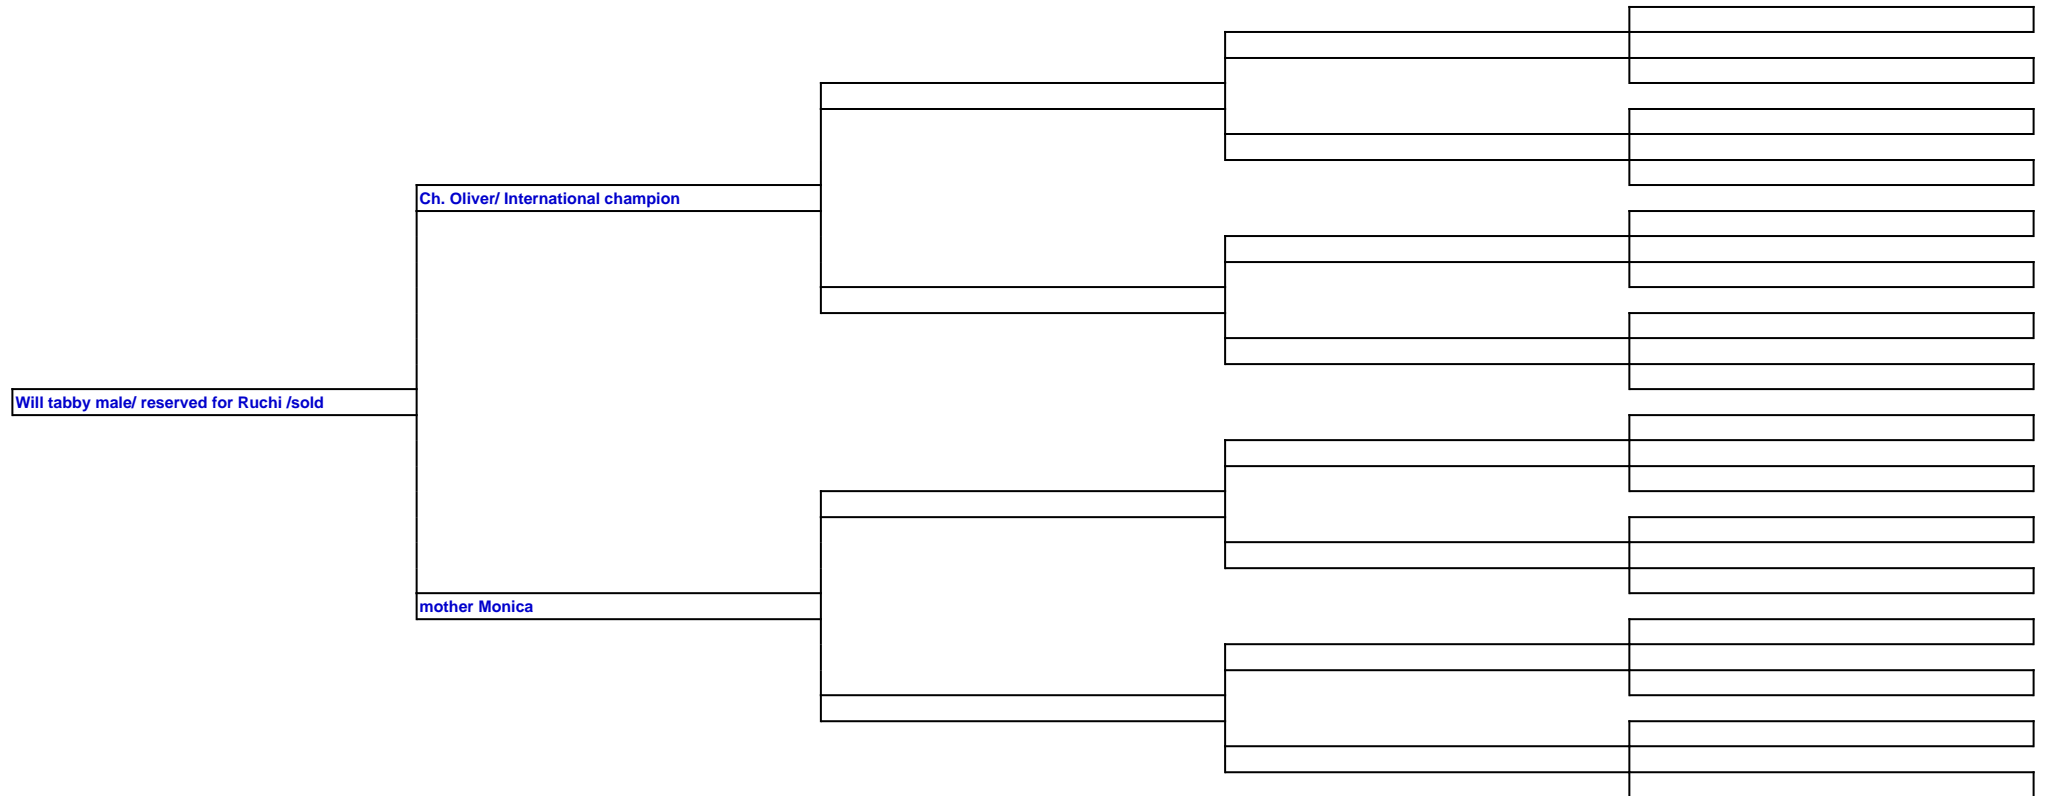 Ch. Oliver/ International champion
Will tabby male/ reserved for Ruchi /sold
mother Monica